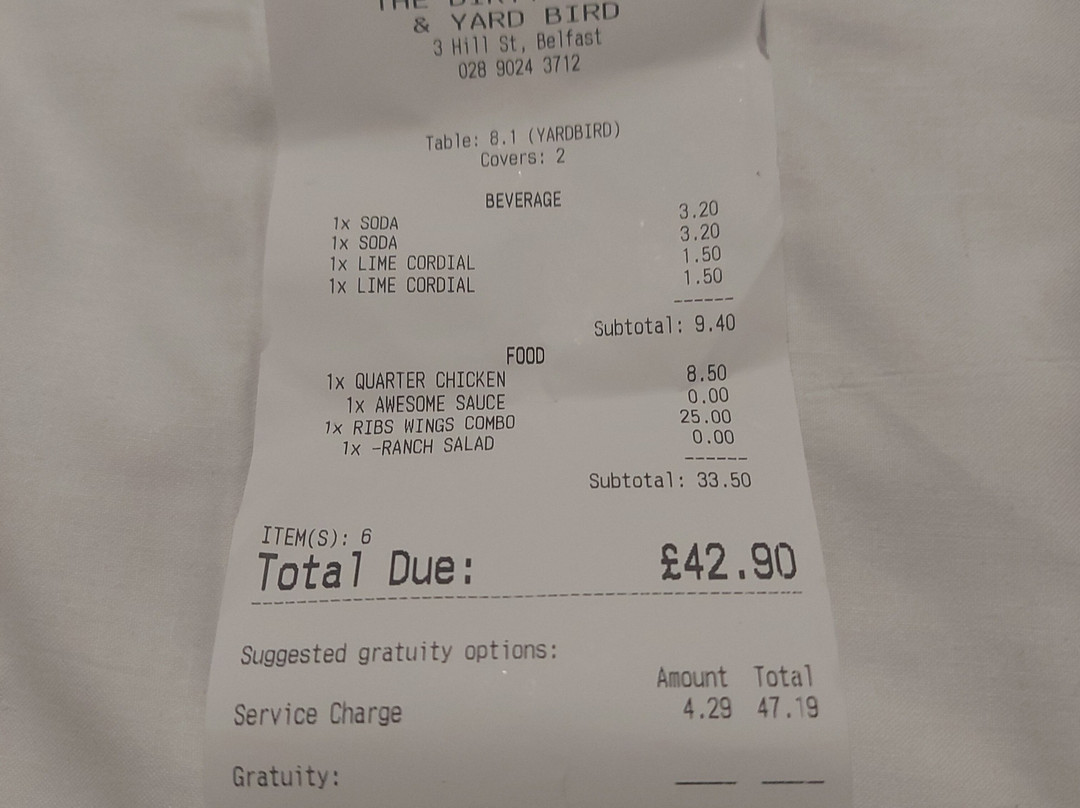 THE
& YARD BIRD
3 Hill St, Belfast
028 9024 3712
Table: 8.1 (YARDBIRD)
Covers: 2
BEVERAGE
1x SODA 3.20
1x SODA 3.20
1x LIME CORDIAL 1.50
1x LIME CORDIAL 1.50
------
Subtotal: 9.40
FOOD
1x QUARTER CHICKEN 8.50
1x AWESOME SAUCE 0.00
1x RIBS WINGS COMBO 25.00
1x -RANCH SALAD 0.00
------
Subtotal: 33.50
ITEM(S): 6
Total Due: £42.90
Suggested gratuity options:
Amount Total
Service Charge 4.29 47.19
Gratuity: ____ ____